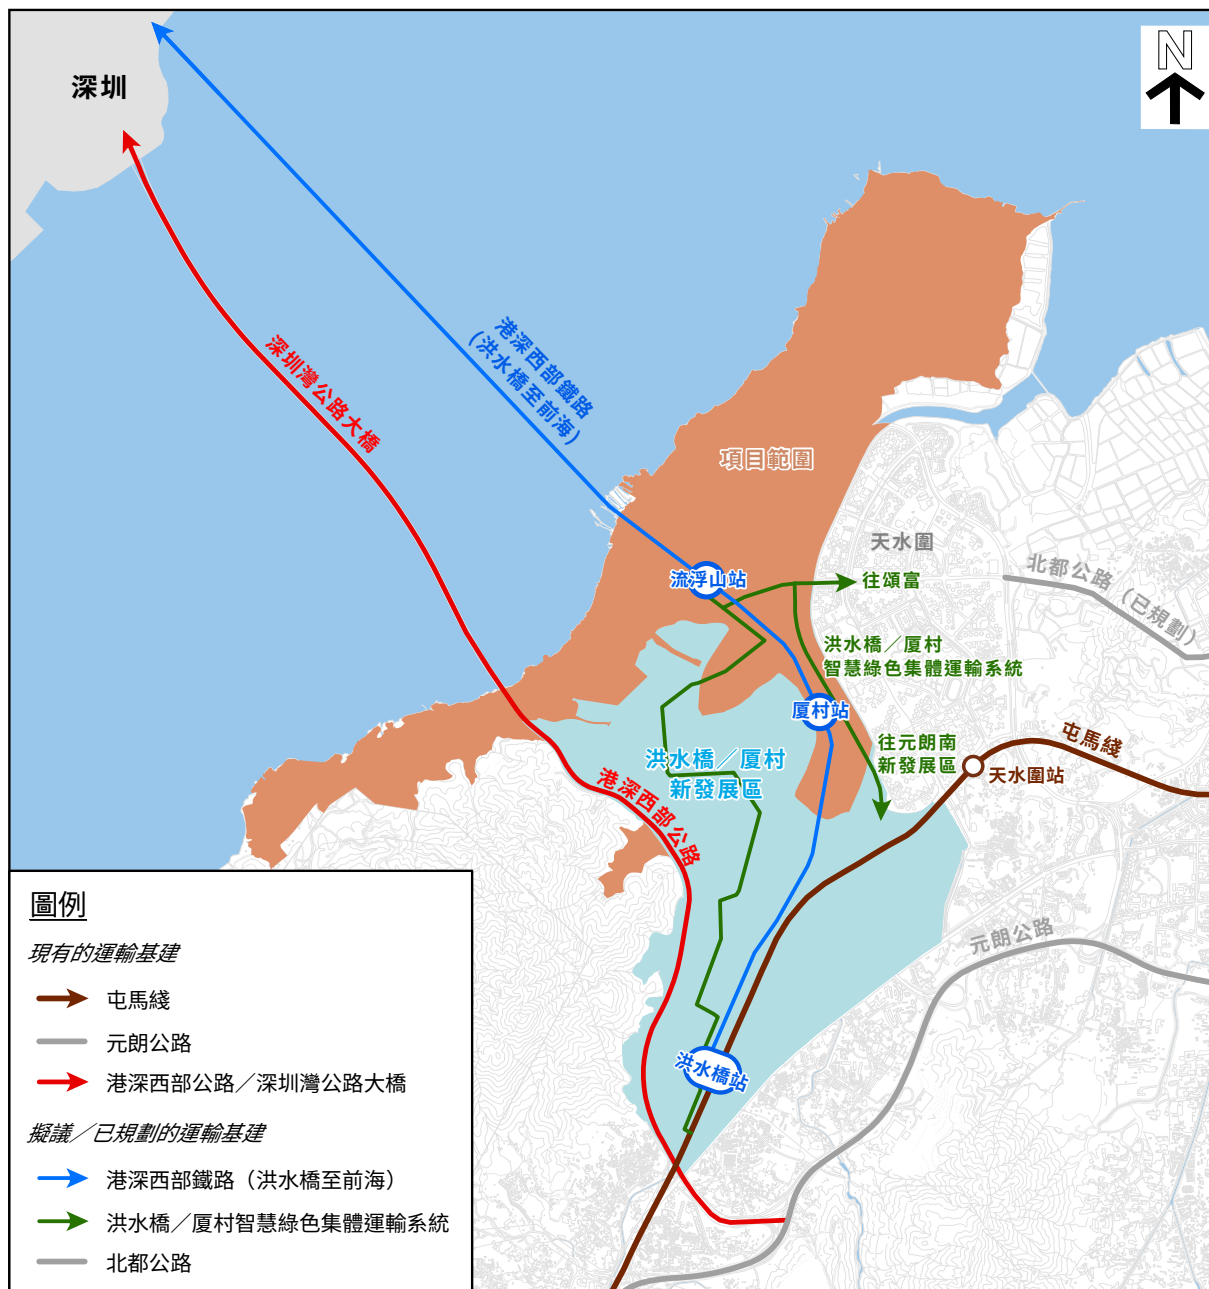 深圳
N
港深西部鐵路
(洪水橋至前海)
深圳灣公路大橋
項目範圍
天水圍
流浮山站
往頌富
北都公路（已規劃）
洪水橋／厦村
智慧綠色集體運輸系統
厦村站
往元朗南
新發展區
屯馬綫
天水圍站
洪水橋／厦村
新發展區
港深西部公路
元朗公路
洪水橋站
圖例
現有的運輸基建
屯馬綫
元朗公路
港深西部公路／深圳灣公路大橋
擬議／已規劃的運輸基建
港深西部鐵路（洪水橋至前海）
洪水橋／厦村智慧綠色集體運輸系統
北都公路